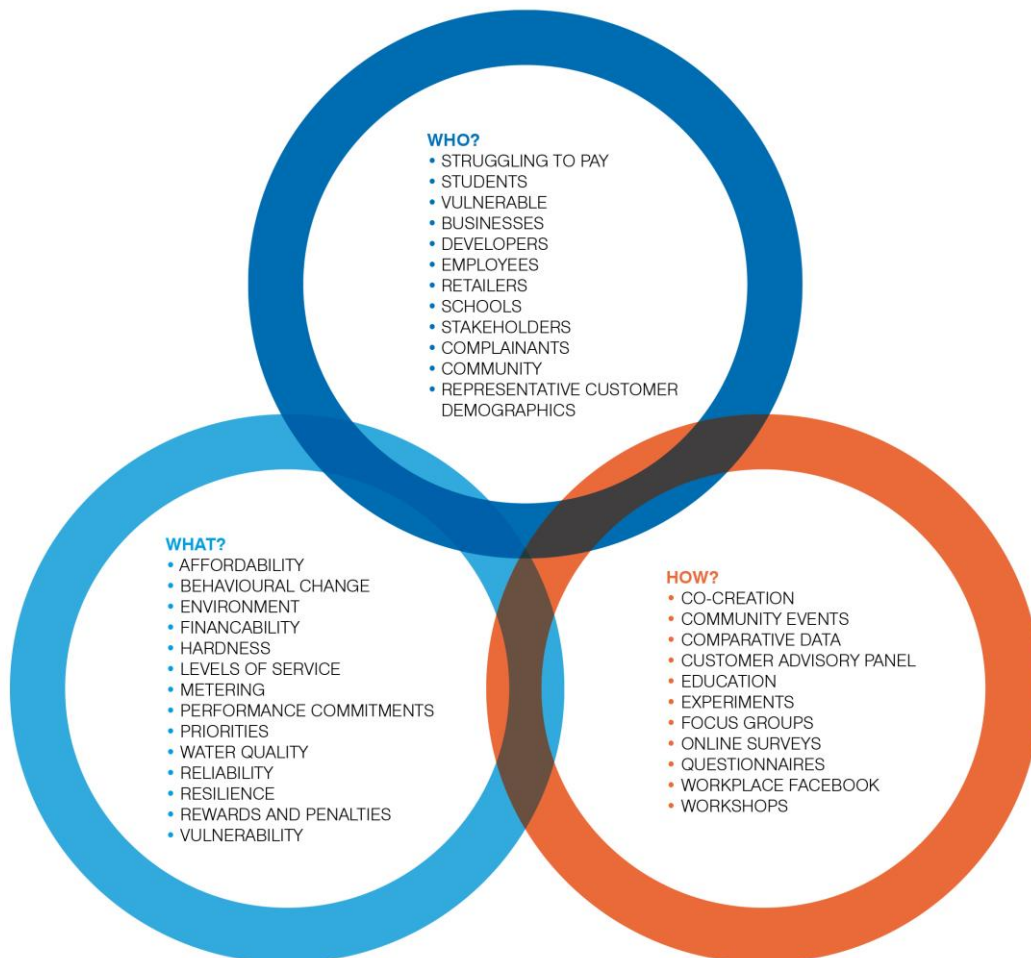 WHO?
• STRUGGLING TO PAY
• STUDENTS
• VULNERABLE
• BUSINESSES
• DEVELOPERS
• EMPLOYEES
• RETAILERS
• SCHOOLS
• STAKEHOLDERS
• COMPLAINANTS
• COMMUNITY
• REPRESENTATIVE CUSTOMER
DEMOGRAPHICS
WHAT?
• AFFORDABILITY
• BEHAVIOURAL CHANGE
• ENVIRONMENT
• FINANCABILITY
• HARDNESS
• LEVELS OF SERVICE
• METERING
• PERFORMANCE COMMITMENTS
• PRIORITIES
• WATER QUALITY
• RELIABILITY
• RESILIENCE
• REWARDS AND PENALTIES
• VULNERABILITY
HOW?
• CO-CREATION
• COMMUNITY EVENTS
• COMPARATIVE DATA
• CUSTOMER ADVISORY PANEL
• EDUCATION
• EXPERIMENTS
• FOCUS GROUPS
• ONLINE SURVEYS
• QUESTIONNAIRES
• WORKPLACE FACEBOOK
• WORKSHOPS